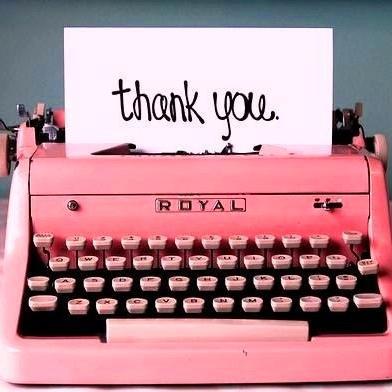 thank you.
ROYAL
Q W E R T Y U I O P
A S D F G H J K L
Z X C V B N M